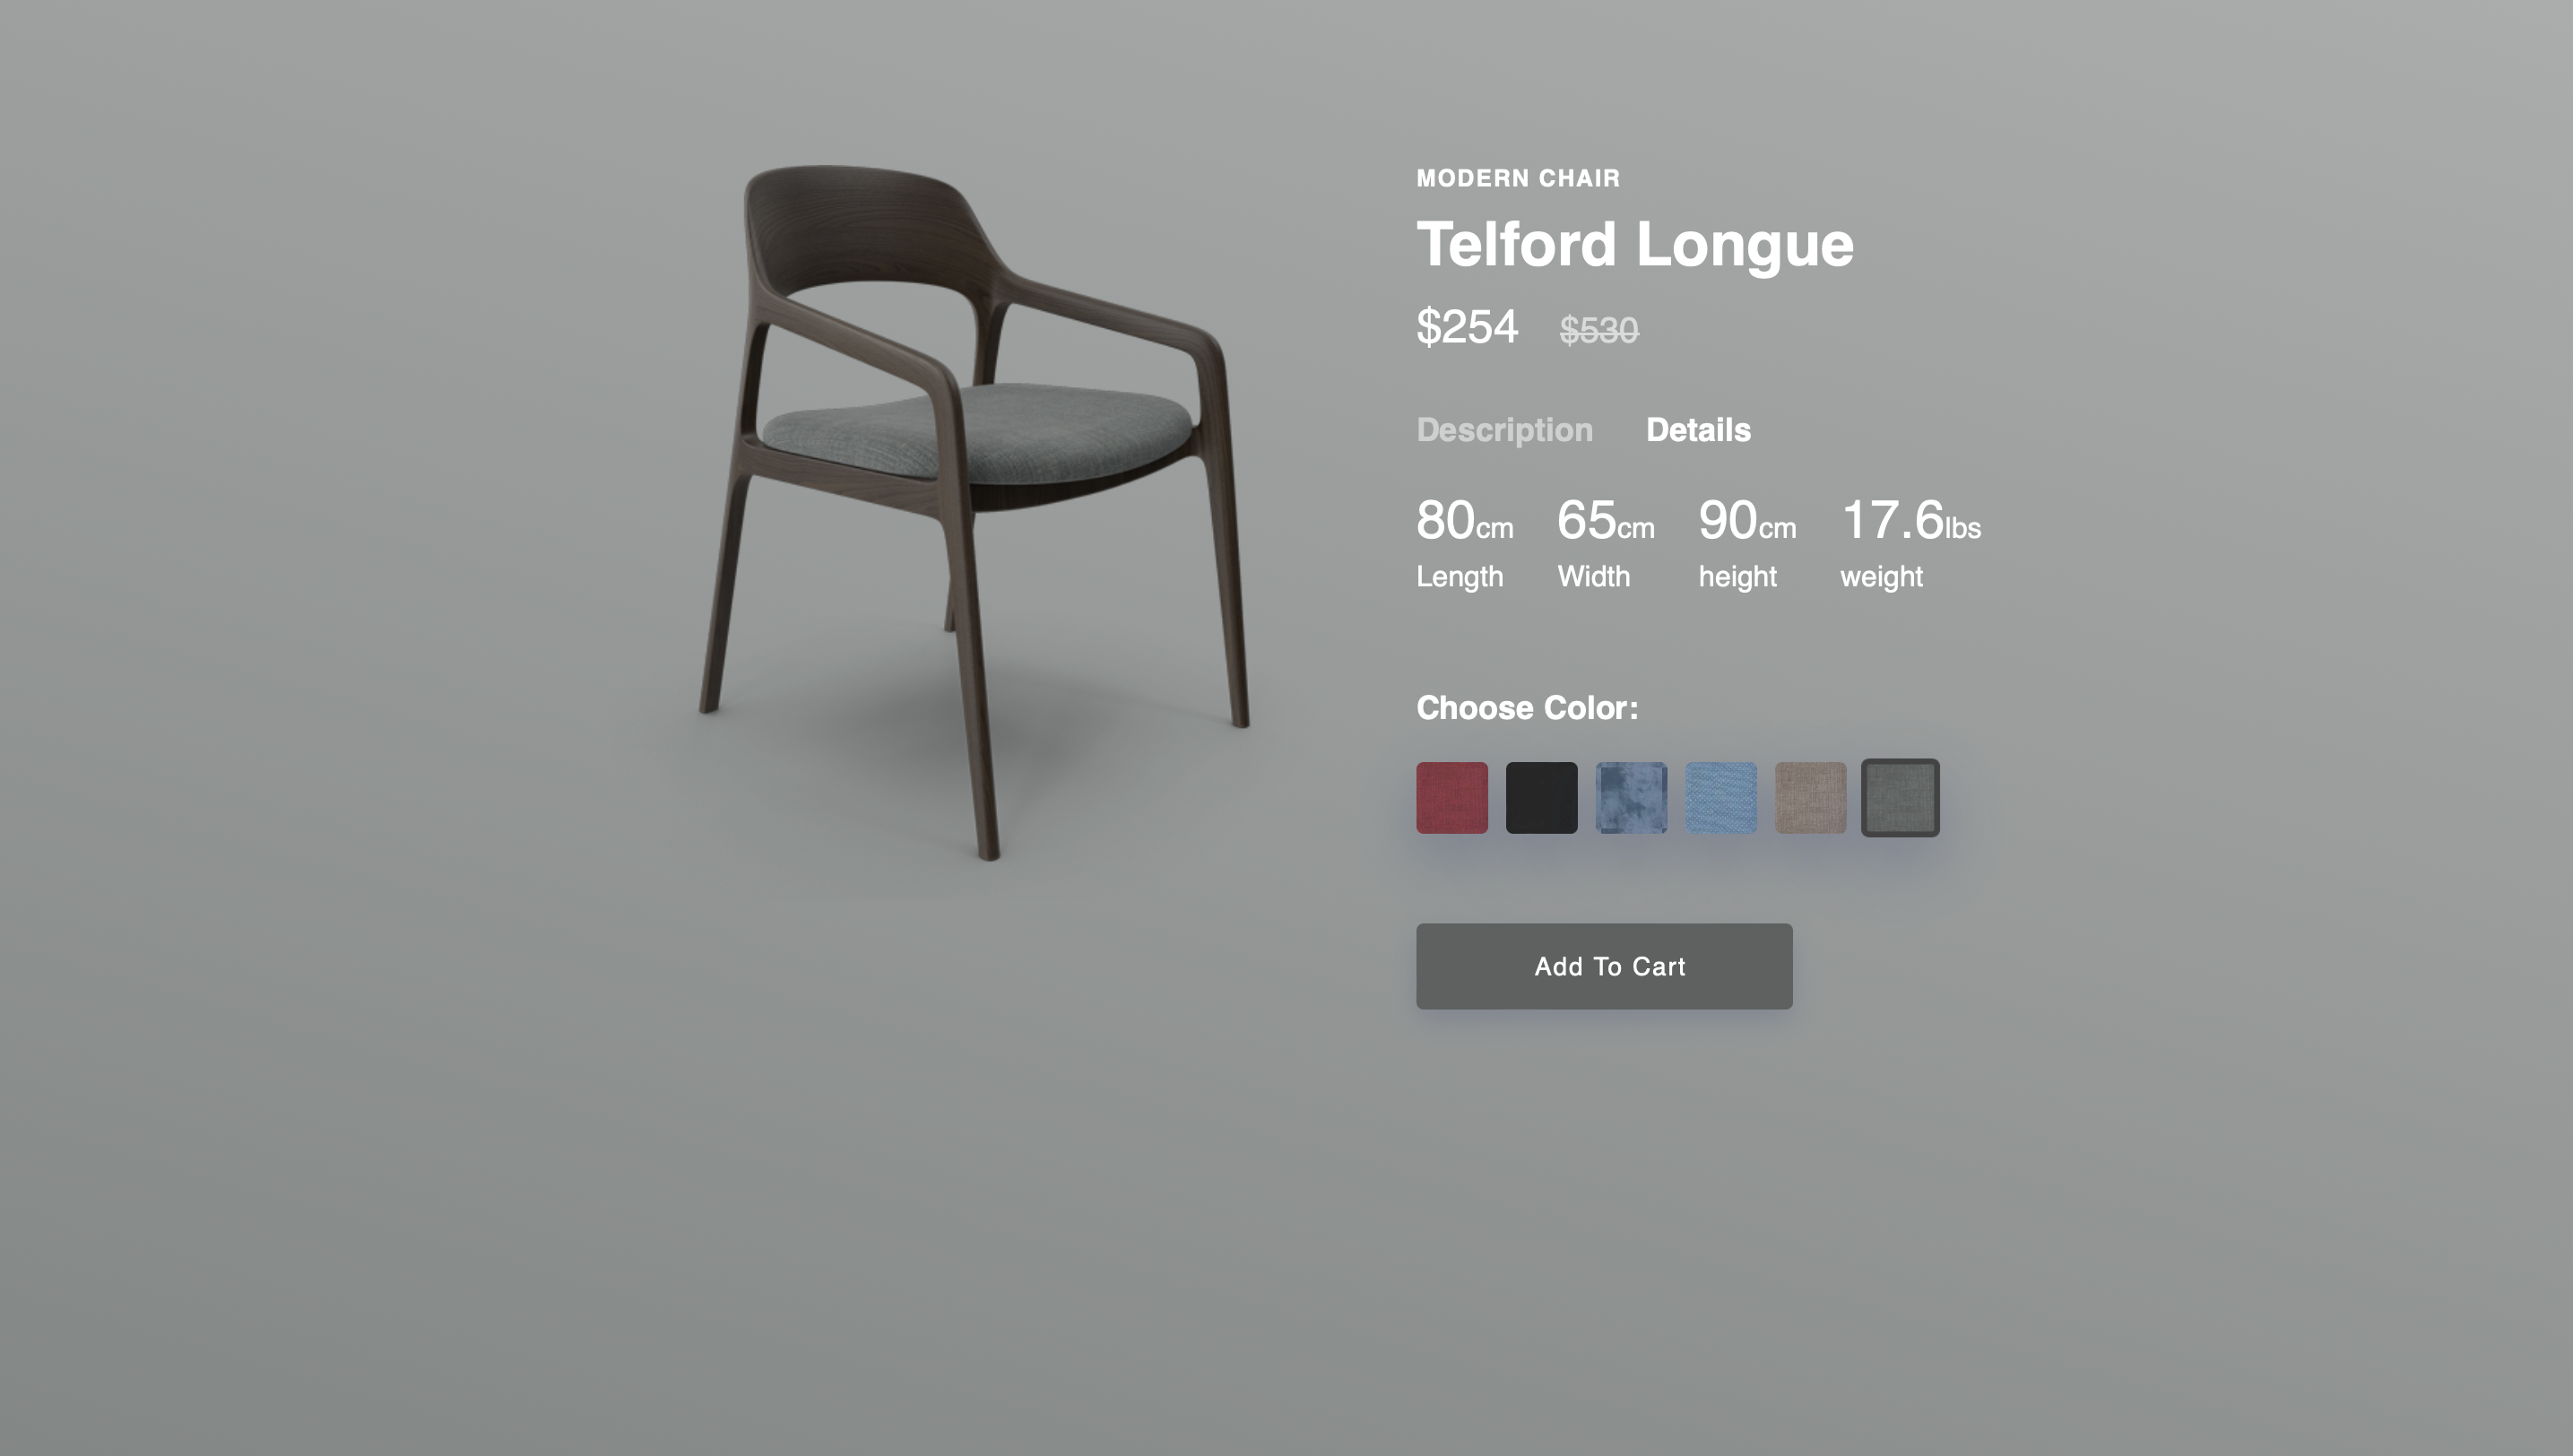 MODERN CHAIR
Telford Longue
$254 $530
Description Details
80cm 65cm 90cm 17.6lbs
Length Width height weight
Choose Color:
Add To Cart